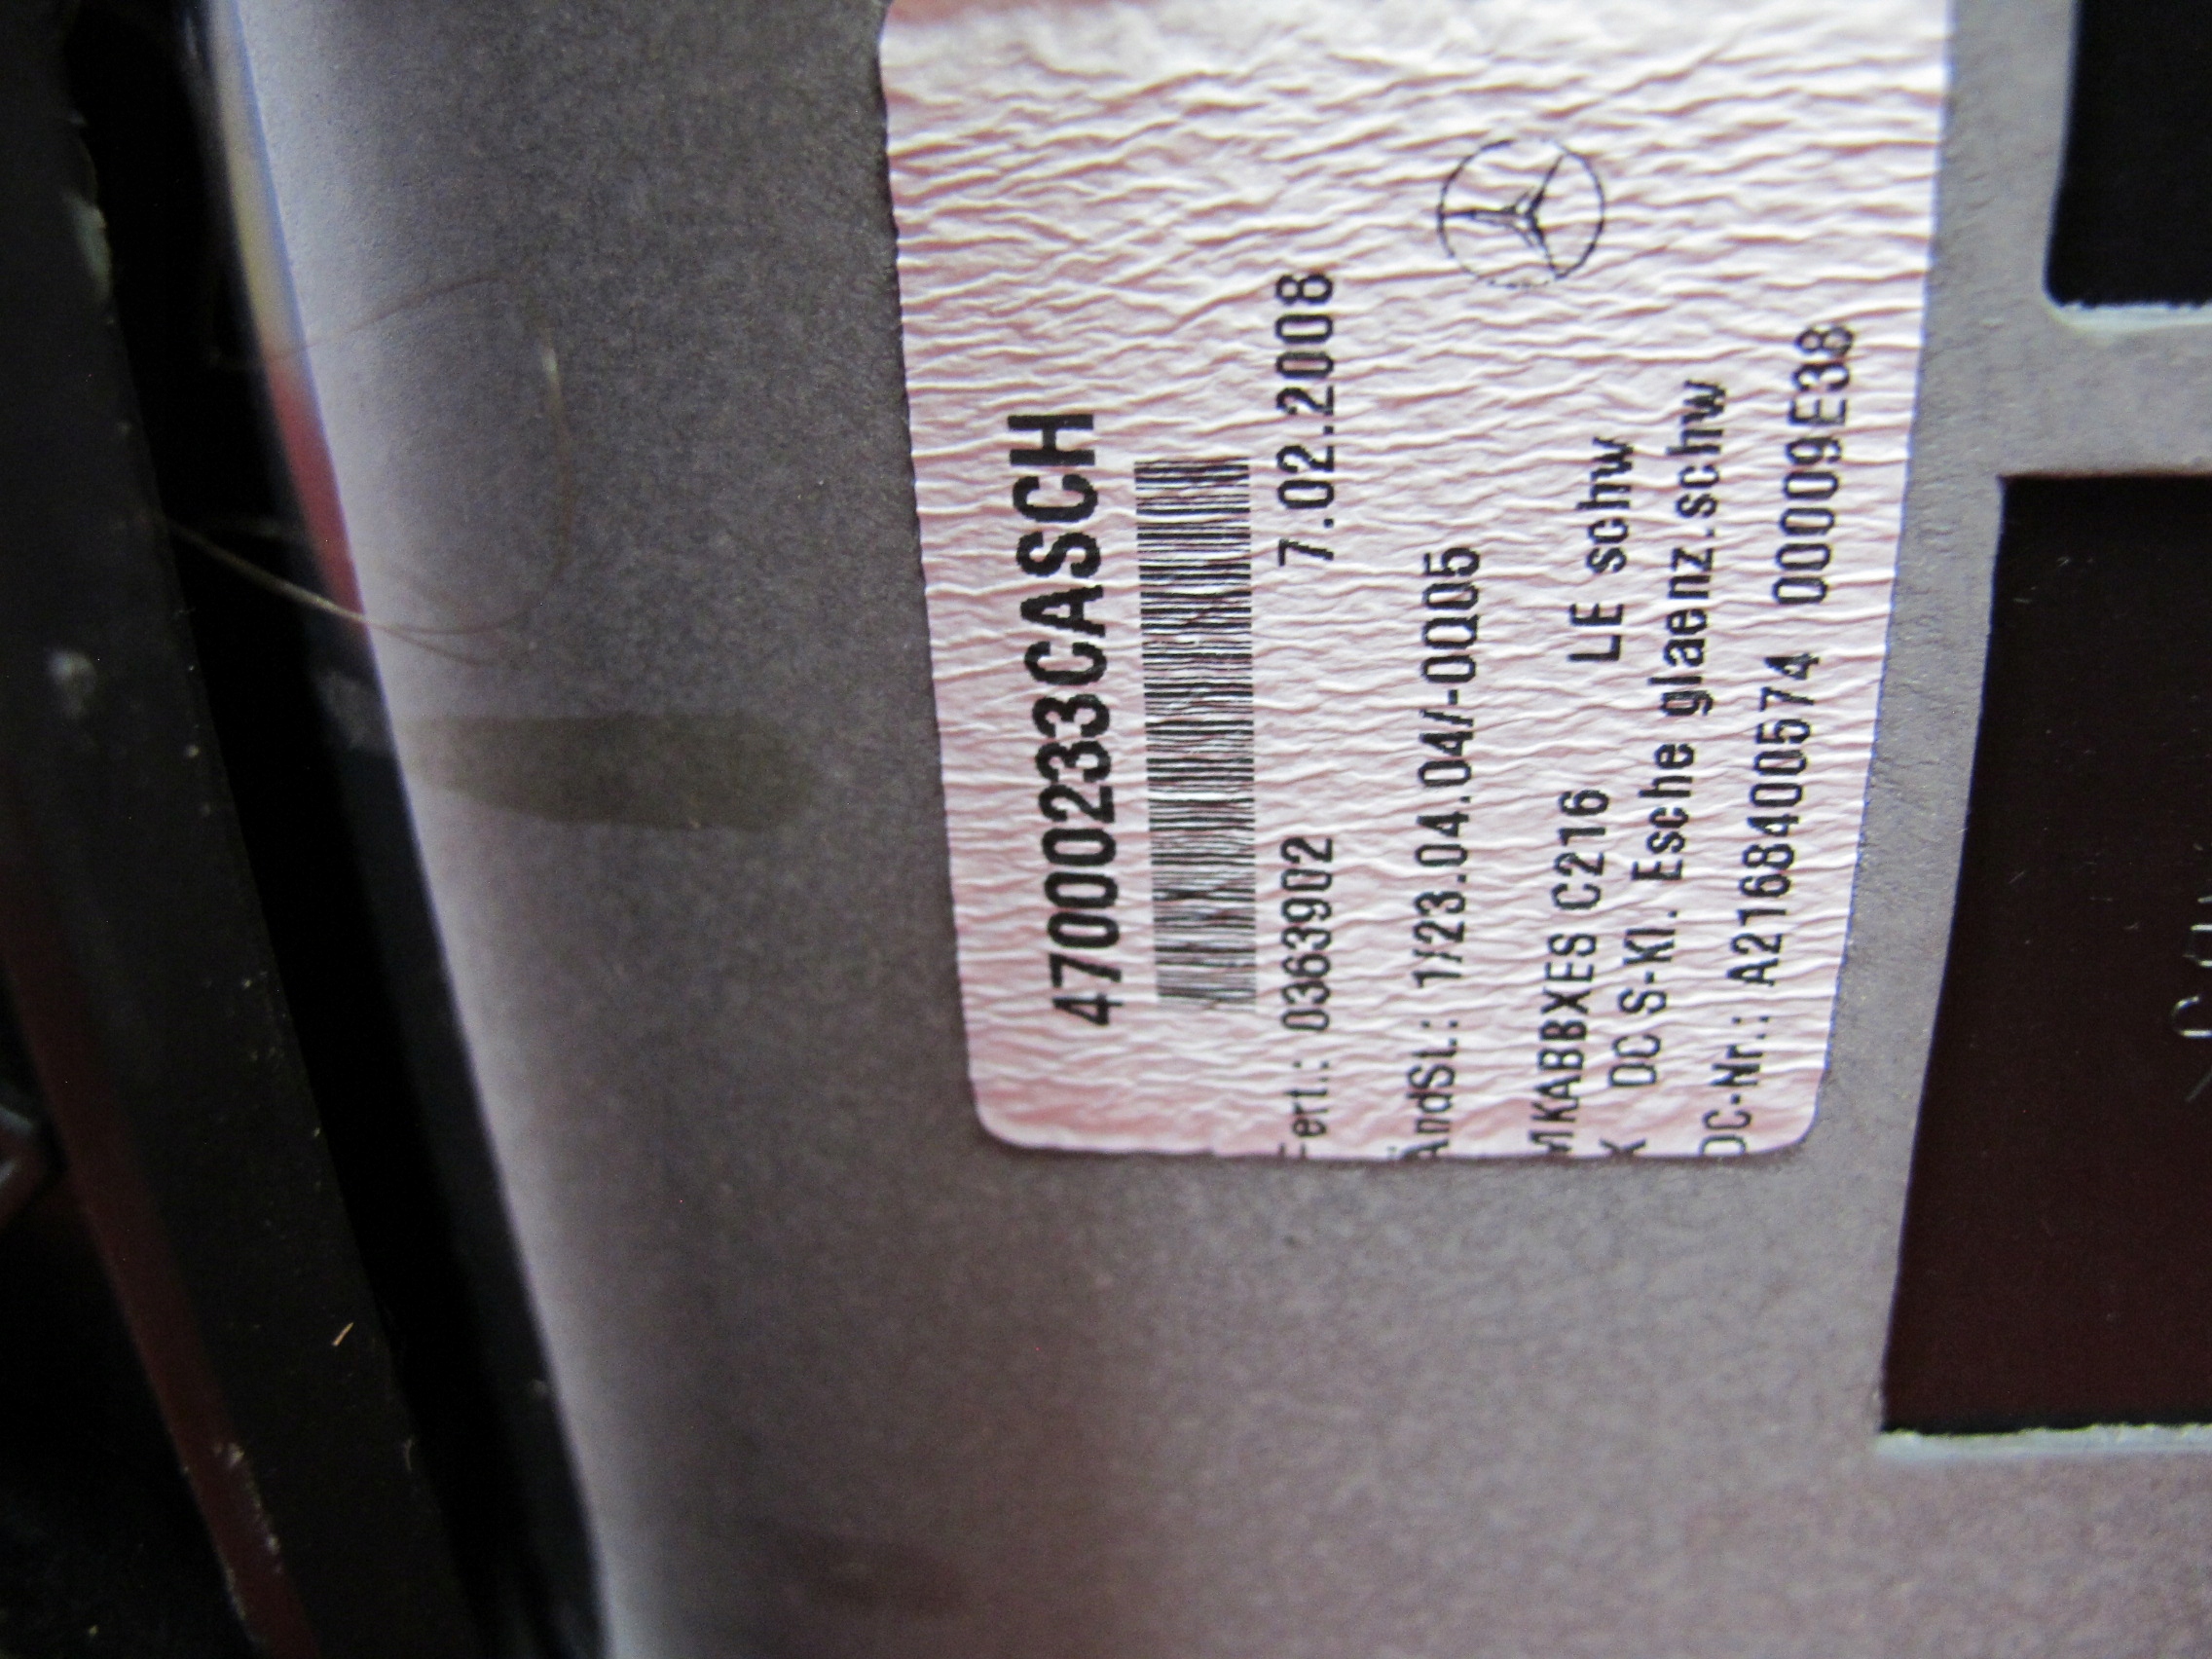 47000233CASCH
Fert.: 0363902 7.02.2008
ÄndSt.: 1/23.04.04/-0Q05
MKABBXES C216 LE schw
X DC S-Kl. Esche glaenz.schw
DC-Nr.: A2168400574 00009E38